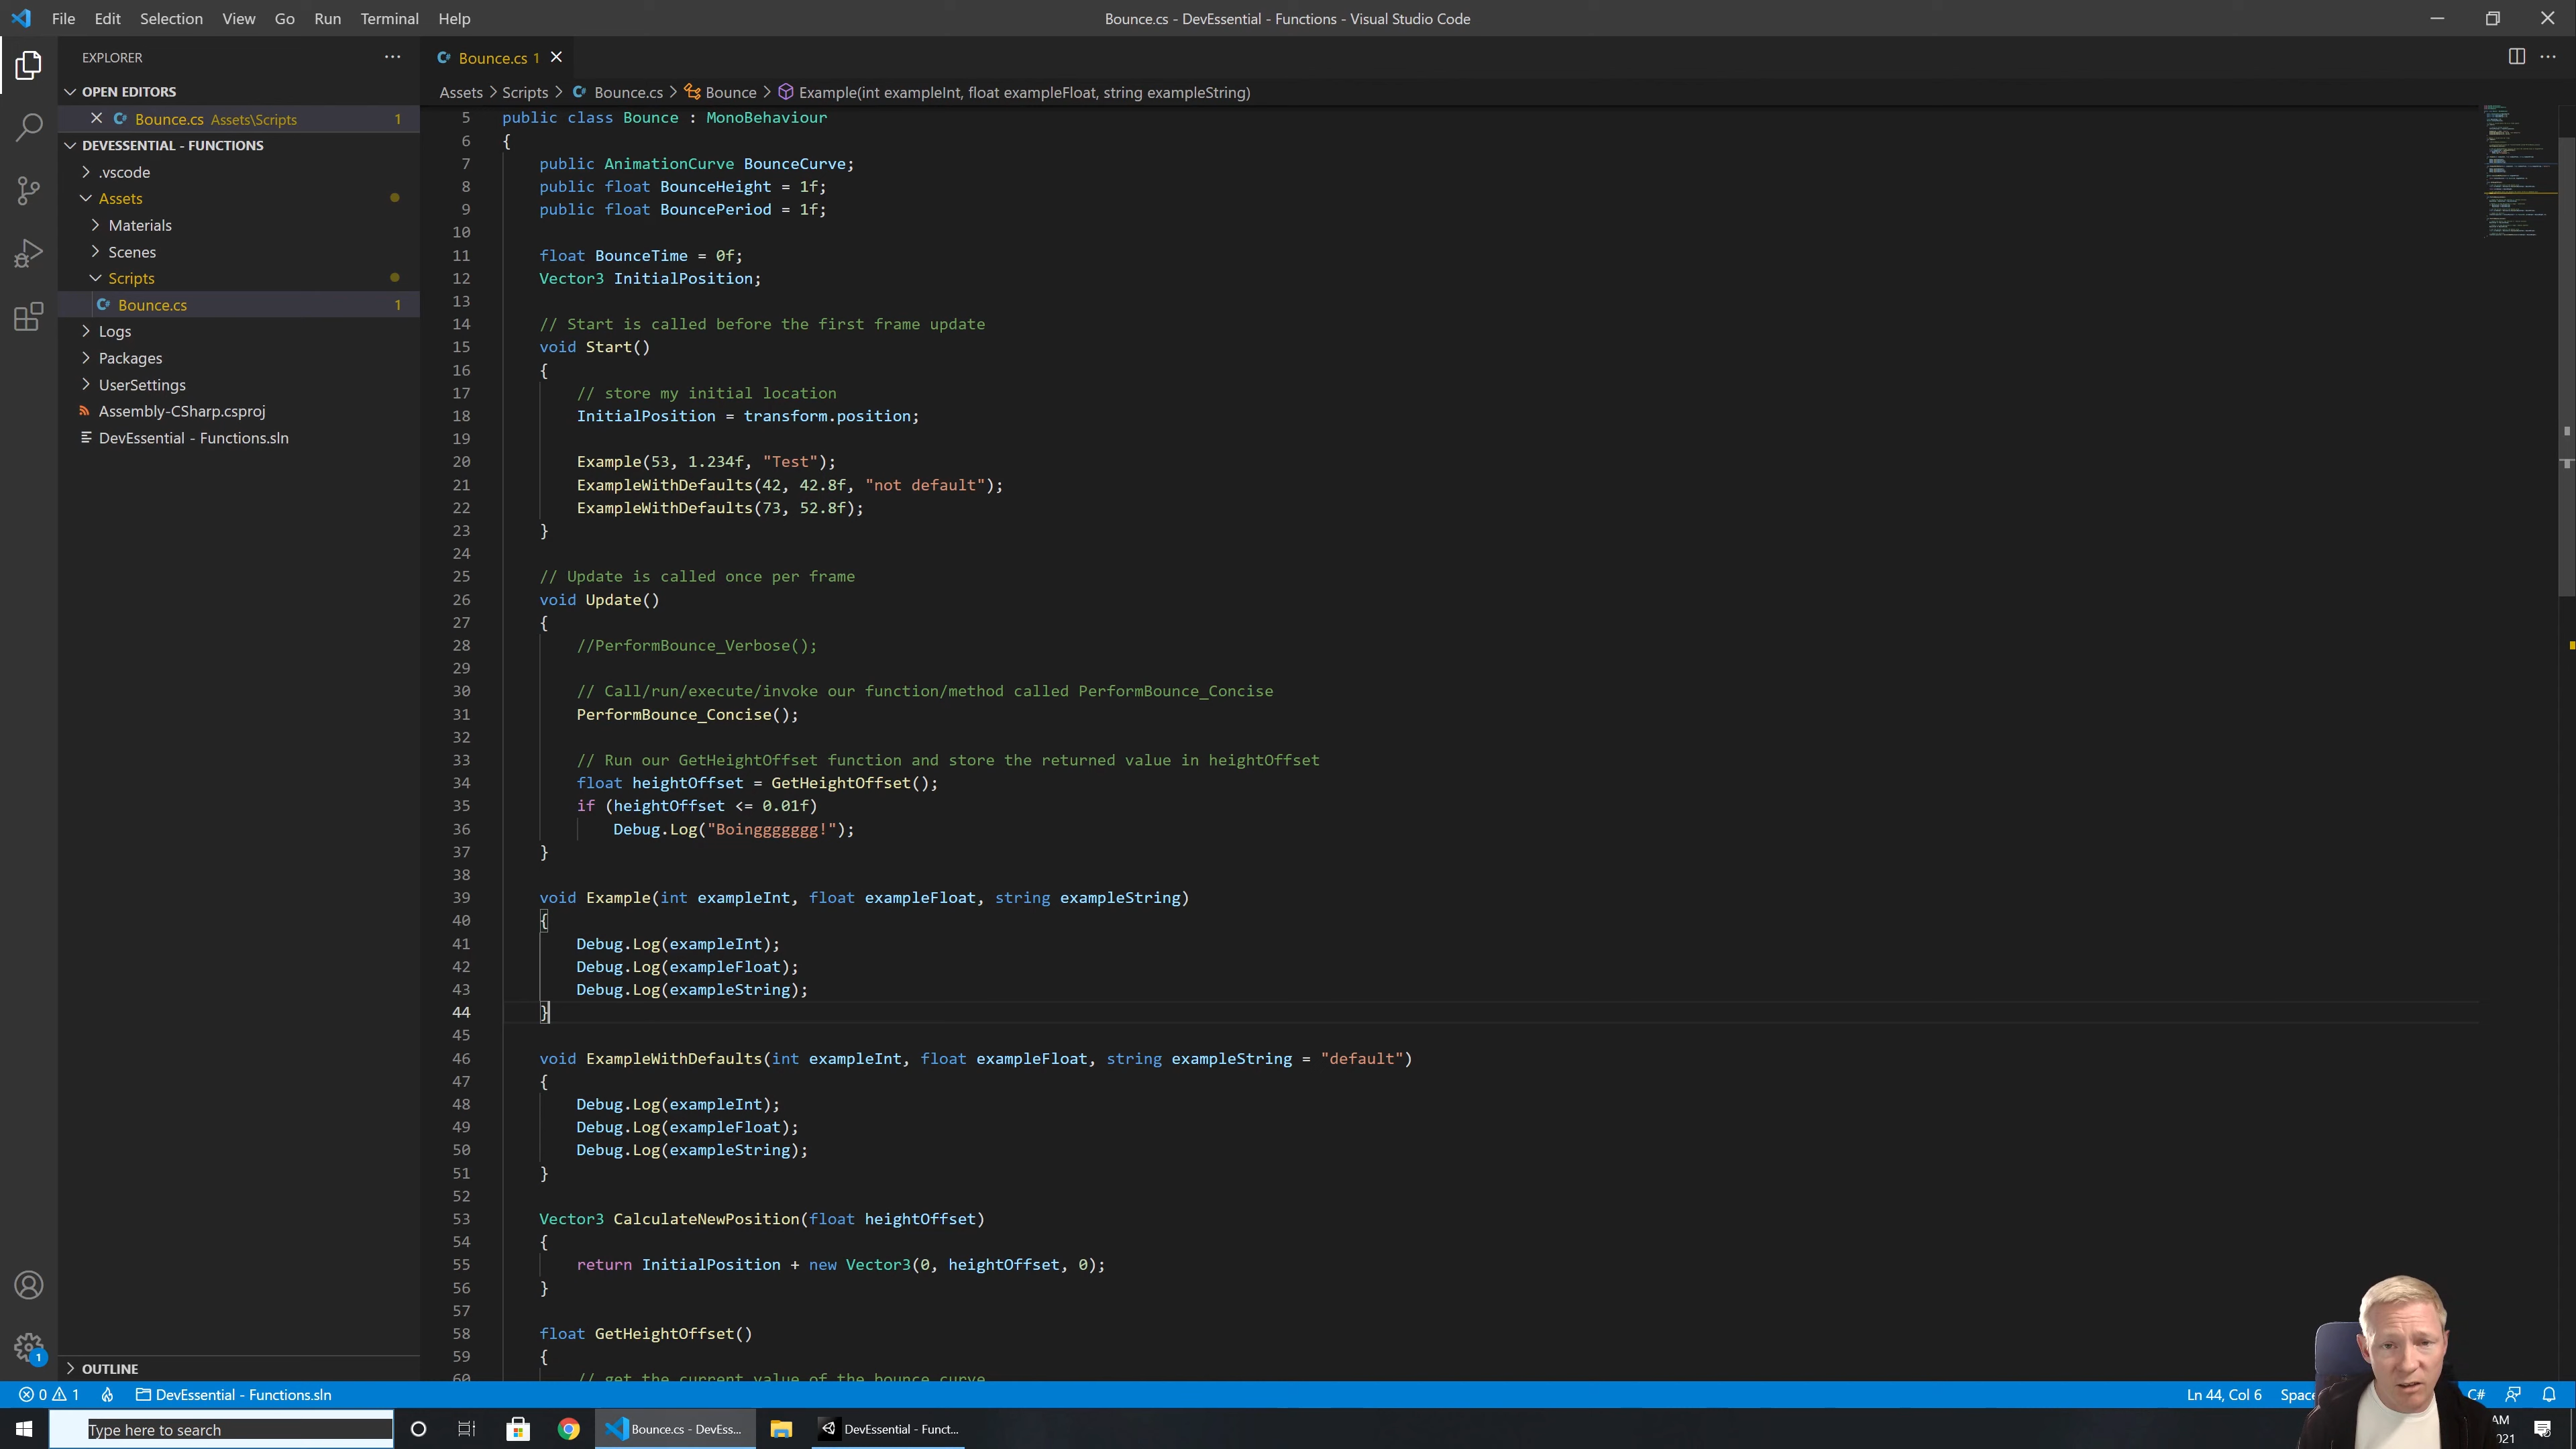 File Edit Selection View Go Run Terminal Help
Bounce.cs - DevEssential - Functions - Visual Studio Code
EXPLORER
OPEN EDITORS
Bounce.cs Assets\Scripts 1
DEVESSENTIAL - FUNCTIONS
.vscode
Assets
Materials
Scenes
Scripts
Bounce.cs 1
Logs
Packages
UserSettings
Assembly-CSharp.csproj
DevEssential - Functions.sln
OUTLINE
Bounce.cs 1
Assets > Scripts > Bounce.cs > Bounce > Example(int exampleInt, float exampleFloat, string exampleString)
5 public class Bounce : MonoBehaviour
6 {
7 public AnimationCurve BounceCurve;
8 public float BounceHeight = 1f;
9 public float BouncePeriod = 1f;
10
11 float BounceTime = 0f;
12 Vector3 InitialPosition;
13
14 // Start is called before the first frame update
15 void Start()
16 {
17 // store my initial location
18 InitialPosition = transform.position;
19
20 Example(53, 1.234f, "Test");
21 ExampleWithDefaults(42, 42.8f, "not default");
22 ExampleWithDefaults(73, 52.8f);
23 }
24
25 // Update is called once per frame
26 void Update()
27 {
28 //PerformBounce_Verbose();
29
30 // Call/run/execute/invoke our function/method called PerformBounce_Concise
31 PerformBounce_Concise();
32
33 // Run our GetHeightOffset function and store the returned value in heightOffset
34 float heightOffset = GetHeightOffset();
35 if (heightOffset <= 0.01f)
36 Debug.Log("Boinggggggg!");
37 }
38
39 void Example(int exampleInt, float exampleFloat, string exampleString)
40 {
41 Debug.Log(exampleInt);
42 Debug.Log(exampleFloat);
43 Debug.Log(exampleString);
44 }
45
46 void ExampleWithDefaults(int exampleInt, float exampleFloat, string exampleString = "default")
47 {
48 Debug.Log(exampleInt);
49 Debug.Log(exampleFloat);
50 Debug.Log(exampleString);
51 }
52
53 Vector3 CalculateNewPosition(float heightOffset)
54 {
55 return InitialPosition + new Vector3(0, heightOffset, 0);
56 }
57
58 float GetHeightOffset()
59 {
60 // get the current value of the bounce curve
1
0 1 DevEssential - Functions.sln
Ln 44, Col 6 Space C#
Type here to search
Bounce.cs - DevEss...
DevEssential - Funct...
AM
021